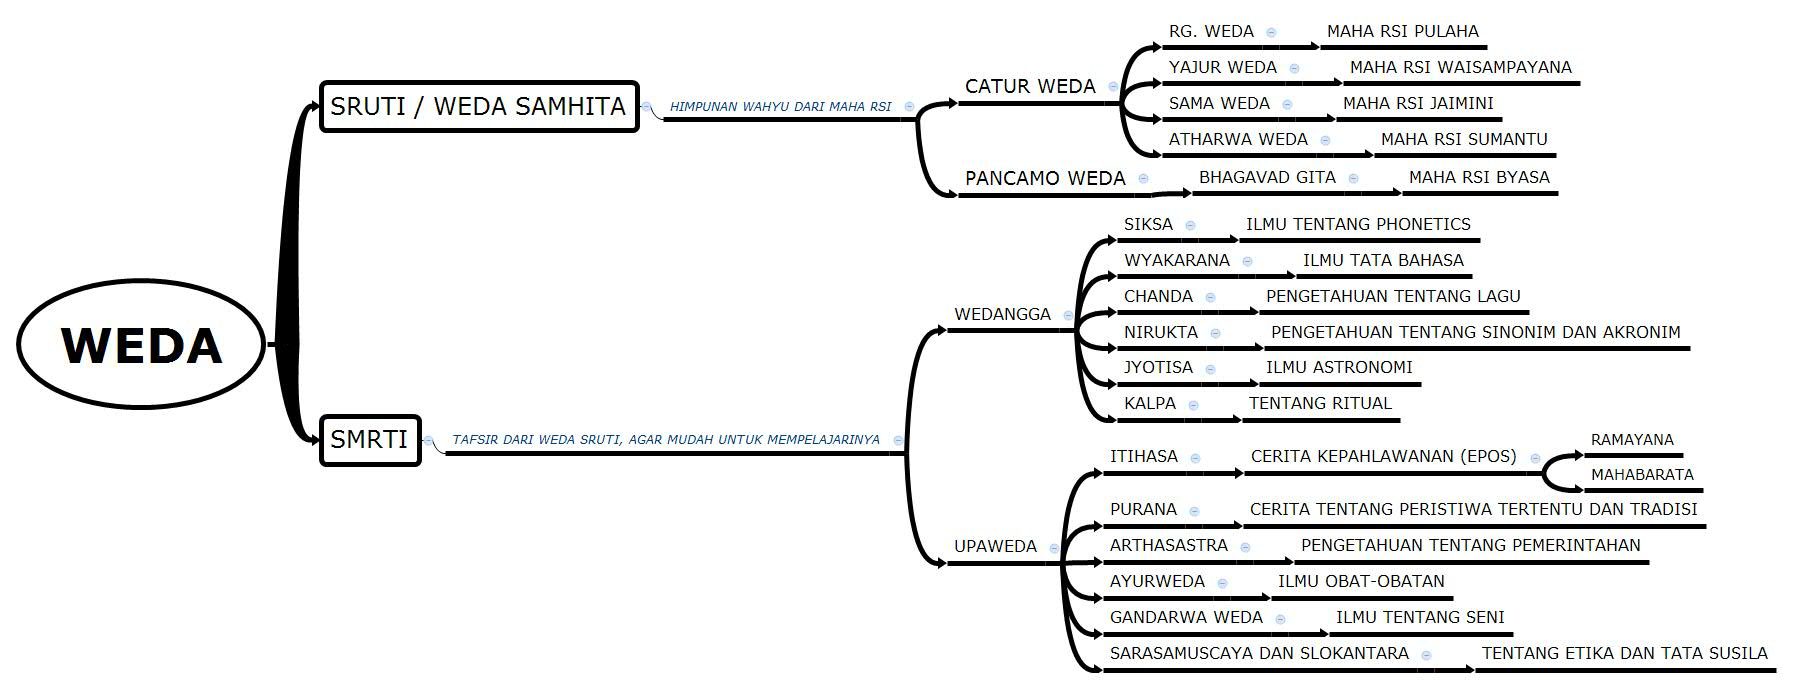 WEDA
SRUTI / WEDA SAMHITA
HIMPUNAN WAHYU DARI MAHA RSI
CATUR WEDA
RG. WEDA
MAHA RSI PULAHA
YAJUR WEDA
MAHA RSI WAISAMPAYANA
SAMA WEDA
MAHA RSI JAIMINI
ATHARWA WEDA
MAHA RSI SUMANTU
PANCAMO WEDA
BHAGAVAD GITA
MAHA RSI BYASA
SMRTI
TAFSIR DARI WEDA SRUTI, AGAR MUDAH UNTUK MEMPELAJARINYA
WEDANGGA
SIKSA
ILMU TENTANG PHONETICS
WYAKARANA
ILMU TATA BAHASA
CHANDA
PENGETAHUAN TENTANG LAGU
NIRUKTA
PENGETAHUAN TENTANG SINONIM DAN AKRONIM
JYOTISA
ILMU ASTRONOMI
KALPA
TENTANG RITUAL
UPAWEDA
ITIHASA
CERITA KEPAHLAWANAN (EPOS)
RAMAYANA
MAHABARATA
PURANA
CERITA TENTANG PERISTIWA TERTENTU DAN TRADISI
ARTHASASTRA
PENGETAHUAN TENTANG PEMERINTAHAN
AYURWEDA
ILMU OBAT-OBATAN
GANDARWA WEDA
ILMU TENTANG SENI
SARASAMUSCAYA DAN SLOKANTARA
TENTANG ETIKA DAN TATA SUSILA